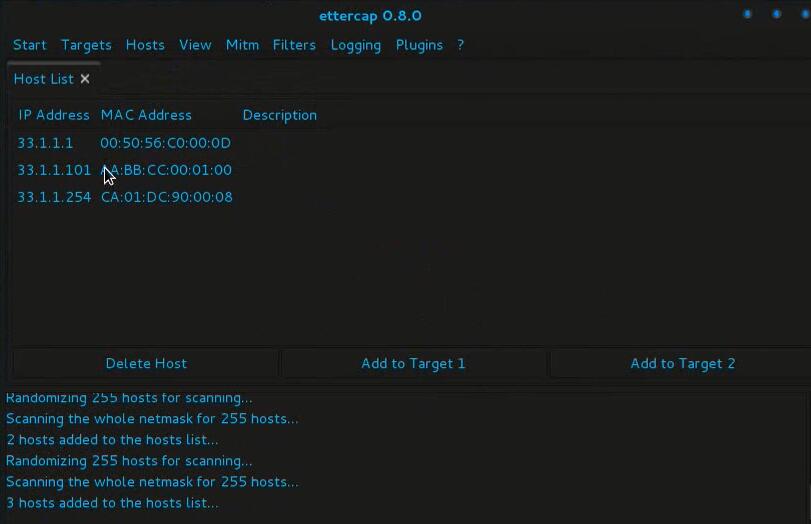 ettercap 0.8.0
Start Targets Hosts View Mitm Filters Logging Plugins ?
Host List ×
IP Address MAC Address Description
33.1.1.1 00:50:56:C0:00:0D
33.1.1.101 AA:BB:CC:00:01:00
33.1.1.254 CA:01:DC:90:00:08
Delete Host Add to Target 1 Add to Target 2
Randomizing 255 hosts for scanning...
Scanning the whole netmask for 255 hosts...
2 hosts added to the hosts list...
Randomizing 255 hosts for scanning...
Scanning the whole netmask for 255 hosts...
3 hosts added to the hosts list...